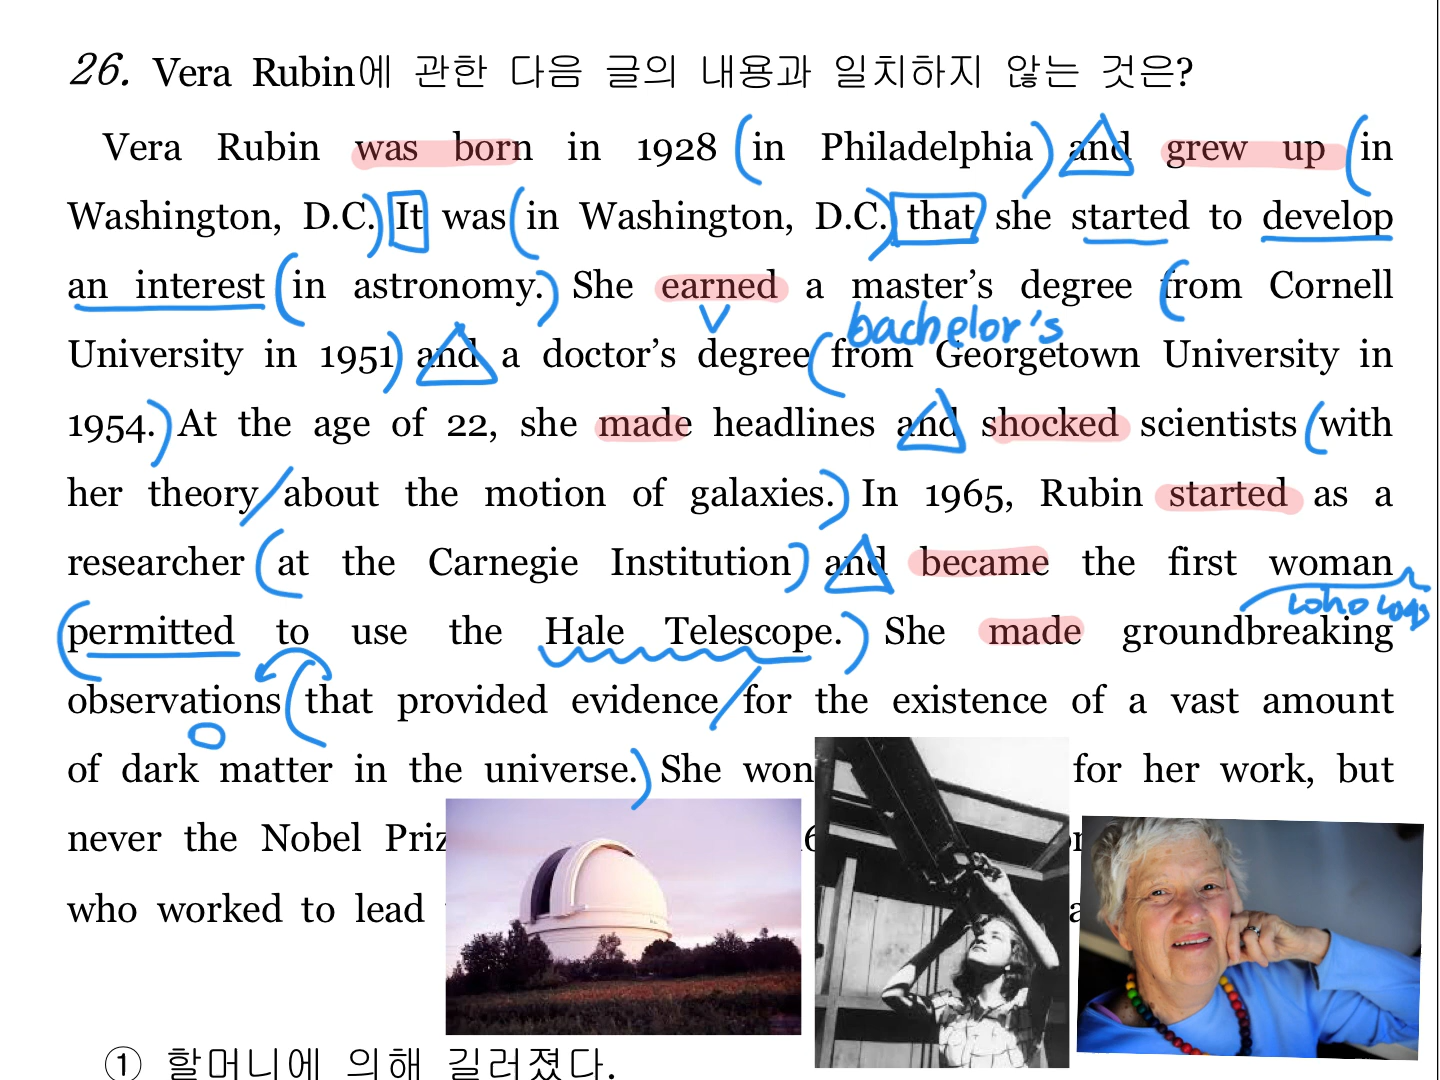 26. Vera Rubin에 관한 다음 글의 내용과 일치하지 않는 것은?
Vera Rubin was born in 1928 in Philadelphia and grew up in
Washington, D.C. It was in Washington, D.C. that she started to develop
an interest in astronomy. She earned a master's degree from Cornell
bachelor's
University in 1951 and a doctor's degree from Georgetown University in
1954. At the age of 22, she made headlines and shocked scientists with
her theory about the motion of galaxies. In 1965, Rubin started as a
researcher at the Carnegie Institution and became the first woman
who was
permitted to use the Hale Telescope. She made groundbreaking
observations that provided evidence for the existence of a vast amount
of dark matter in the universe. She won for her work, but
never the Nobel
who worked to lead
① 할머니에 의해 길러졌다.